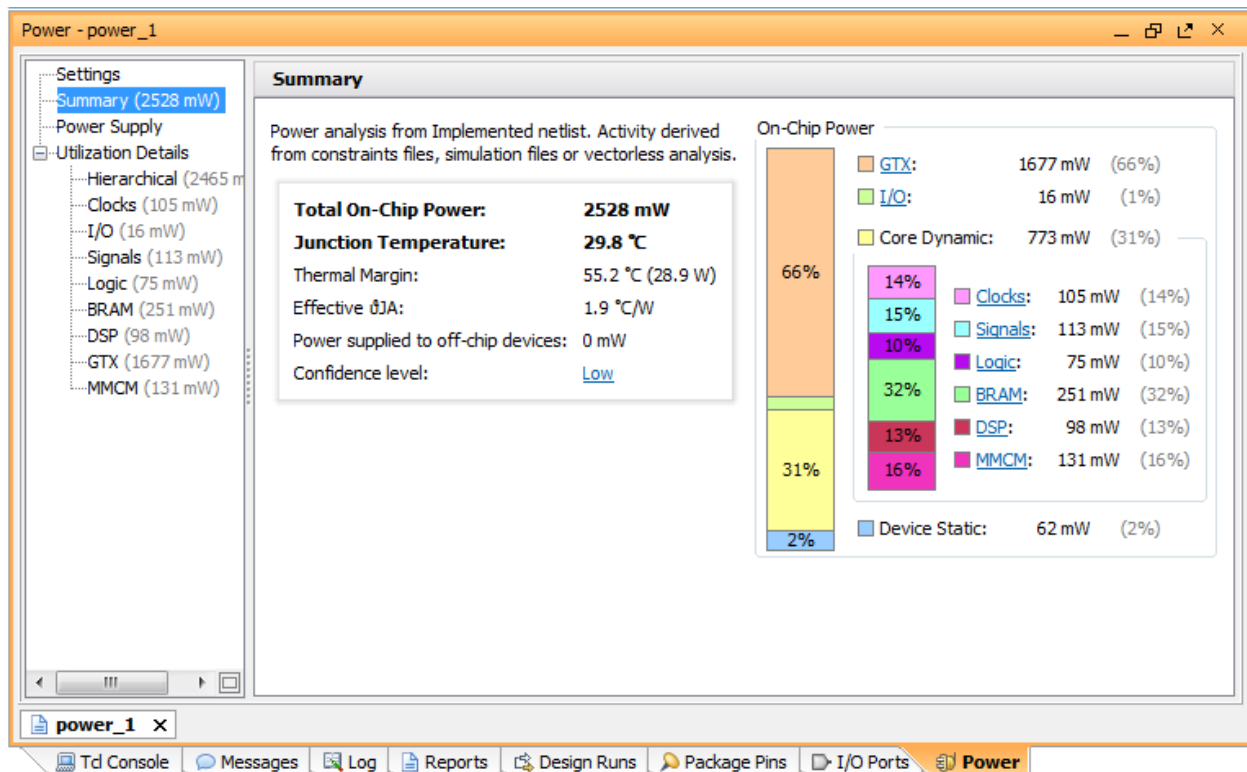 Power - power_1
Settings
Summary (2528 mW)
Power Supply
Utilization Details
Hierarchical (2465 m
Clocks (105 mW)
I/O (16 mW)
Signals (113 mW)
Logic (75 mW)
BRAM (251 mW)
DSP (98 mW)
GTX (1677 mW)
MMCM (131 mW)
Summary
Power analysis from Implemented netlist. Activity derived
from constraints files, simulation files or vectorless analysis.
Total On-Chip Power: 2528 mW
Junction Temperature: 29.8 °C
Thermal Margin: 55.2 °C (28.9 W)
Effective ϑJA: 1.9 °C/W
Power supplied to off-chip devices: 0 mW
Confidence level: Low
On-Chip Power
66%
31%
2%
GTX: 1677 mW (66%)
I/O: 16 mW (1%)
Core Dynamic: 773 mW (31%)
14%
15%
10%
32%
13%
16%
Clocks: 105 mW (14%)
Signals: 113 mW (15%)
Logic: 75 mW (10%)
BRAM: 251 mW (32%)
DSP: 98 mW (13%)
MMCM: 131 mW (16%)
Device Static: 62 mW (2%)
power_1
Tcl Console Messages Log Reports Design Runs Package Pins I/O Ports Power